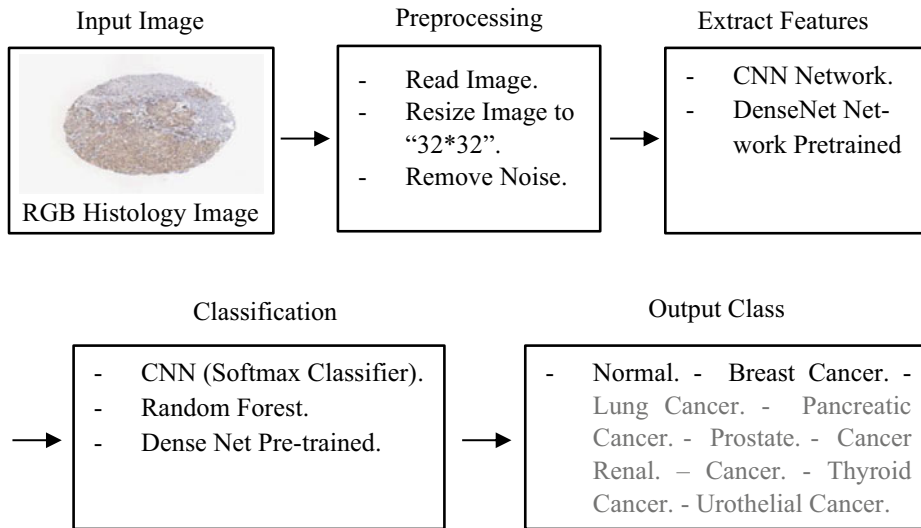 Input Image
RGB Histology Image
Preprocessing
- Read Image.
- Resize Image to
“32*32”.
- Remove Noise.
Extract Features
- CNN Network.
- DenseNet Net-
work Pretrained
Classification
- CNN (Softmax Classifier).
- Random Forest.
- Dense Net Pre-trained.
Output Class
- Normal. - Breast Cancer. -
Lung Cancer. - Pancreatic
Cancer. - Prostate. - Cancer
Renal. – Cancer. - Thyroid
Cancer. - Urothelial Cancer.